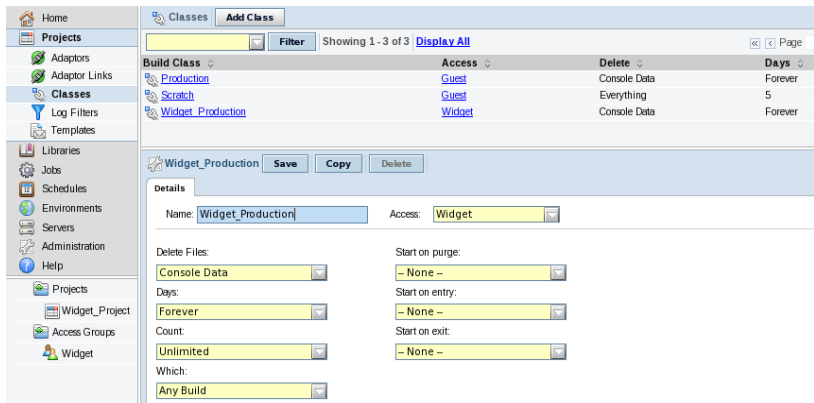 Home
Projects
Adaptors
Adaptor Links
Classes
Log Filters
Templates
Libraries
Jobs
Schedules
Environments
Servers
Administration
Help
Projects
Widget_Project
Access Groups
Widget
Classes Add Class
Filter Showing 1 - 3 of 3 Display All Page
Build Class Access Delete Days
Production Guest Console Data Forever
Scratch Guest Everything 5
Widget_Production Widget Console Data Forever
Widget_Production Save Copy Delete
Details
Name: Widget_Production Access: Widget
Delete Files: Start on purge:
Console Data -- None --
Days: Start on entry:
Forever -- None --
Count: Start on exit:
Unlimited -- None --
Which:
Any Build